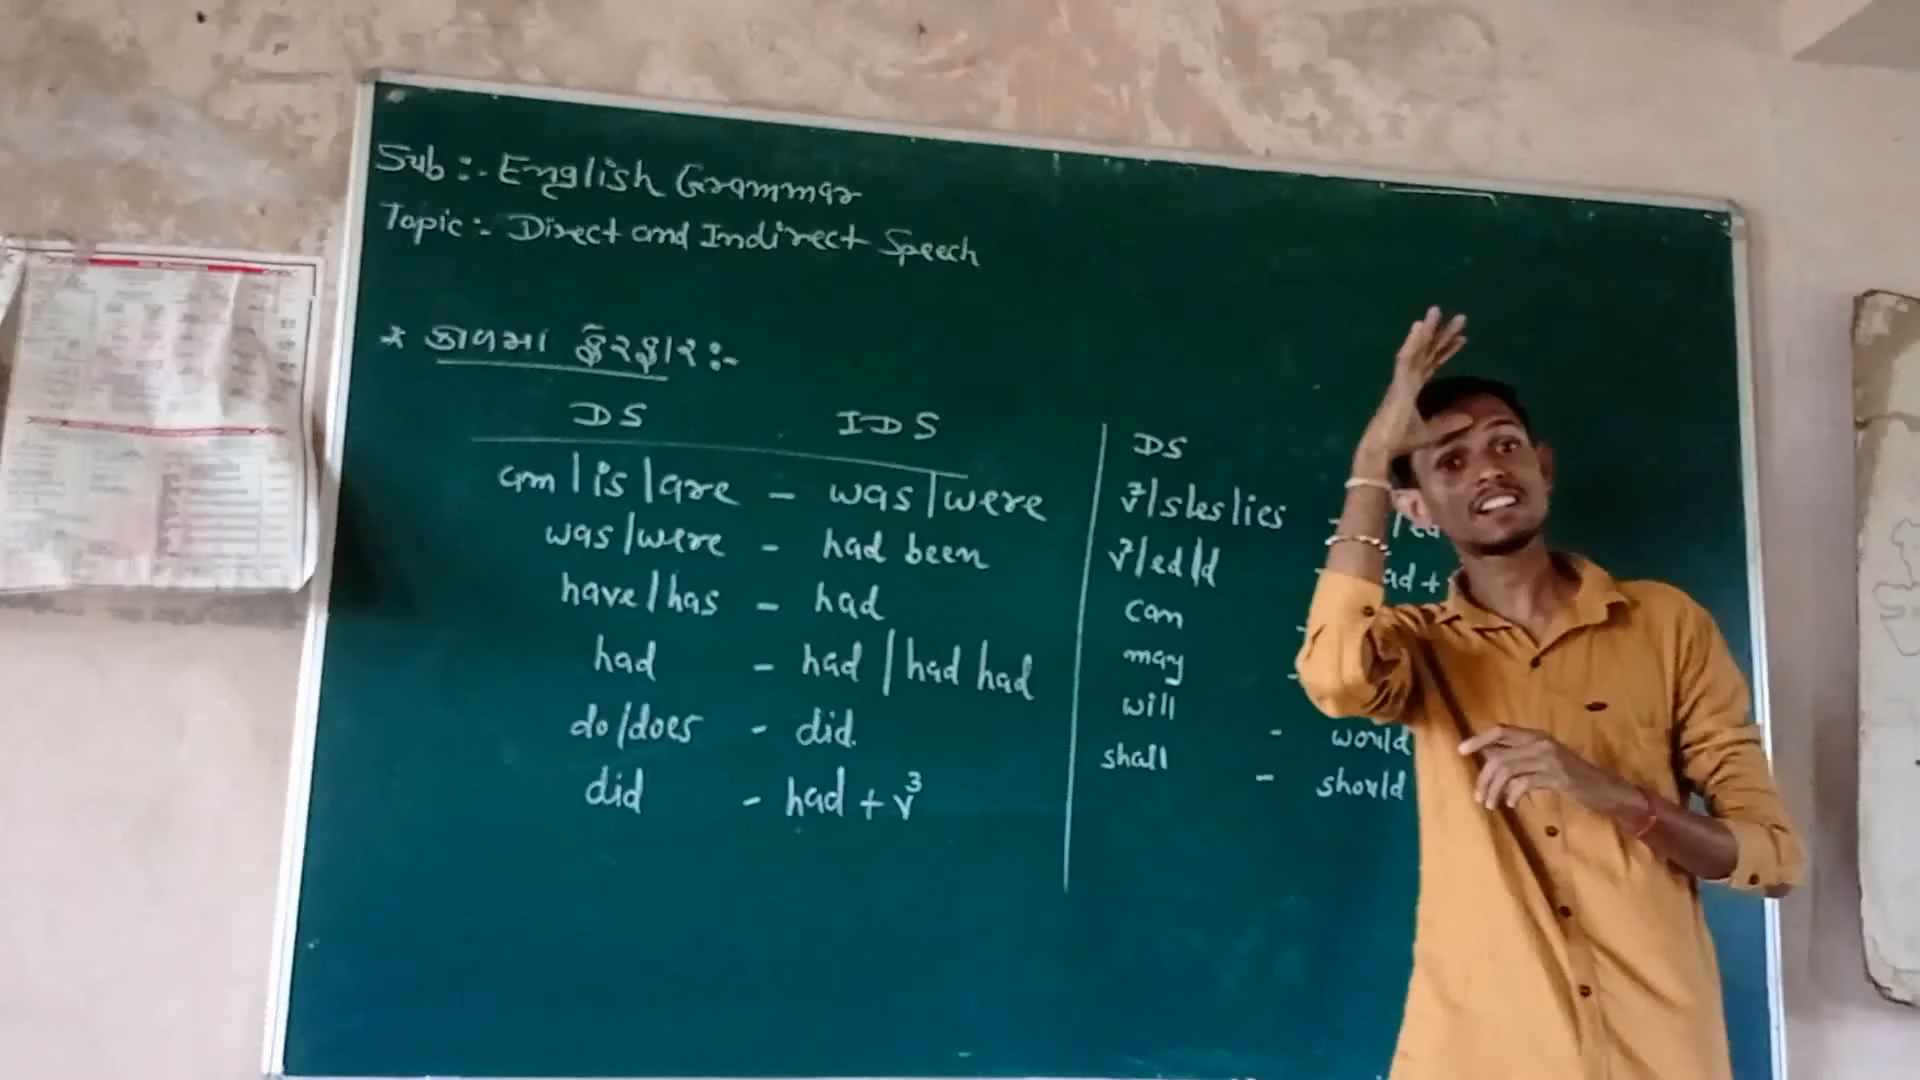 Sub:- English Grammar
Topic:- Direct and Indirect Speech
* કાળમાં ફેરફાર:-
DS IDS
am/is/are - was/were
was/were - had been
have/has - had
had - had/had had
do/does - did.
did - had + v³
DS
/s/es/ies -
/ed/d - +
can -
may -
will - would
shall - should